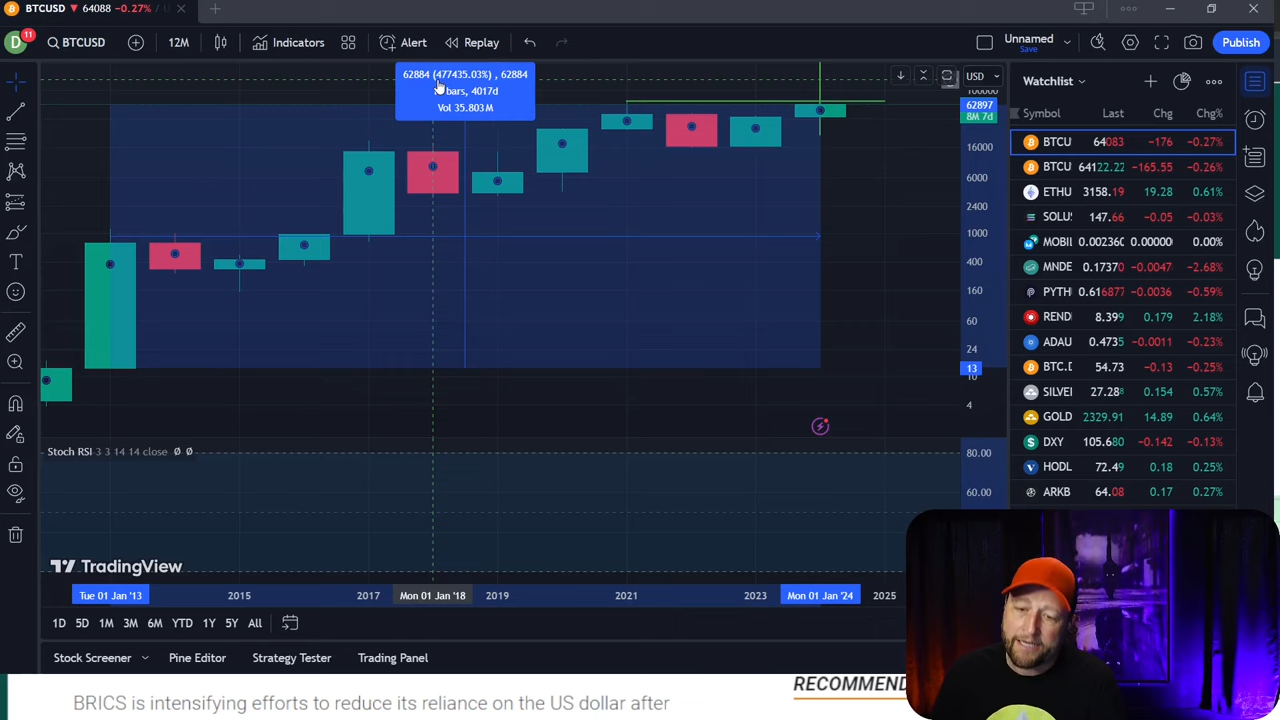 BTCUSD ▼ 64088 −0.27% /
11
BTCUSD
12M
Indicators
Alert
Replay
Unnamed
Save
Publish
62884 (477435.03%) , 62884
bars, 4017d
Vol 35.803M
USD
100000
62897
8M 7d
16000
6000
2400
1000
400
160
60
24
13
10
4
Watchlist
Symbol Last Chg Chg%
BTCU 64083 −176 −0.27%
BTCU 64122.22 −165.55 −0.26%
ETHU 3158.19 19.28 0.61%
SOLU 147.66 −0.05 −0.03%
MOBIL 0.002360 0.00000 0.00%
MNDE 0.17370 −0.0047 −2.68%
PYTH 0.616877 −0.0036 −0.59%
REND 8.399 0.179 2.18%
ADAU 0.4735 −0.0011 −0.23%
BTC.D 54.73 −0.13 −0.25%
SILVE 27.288 0.154 0.57%
GOLD 2329.91 14.89 0.64%
DXY 105.680 −0.142 −0.13%
HODL 72.49 0.18 0.25%
ARKB 64.08 0.17 0.27%
Stoch RSI 3 3 14 14 close Ø Ø
80.00
60.00
TradingView
Tue 01 Jan '13 2015 2017 Mon 01 Jan '18 2019 2021 2023 Mon 01 Jan '24 2025
1D 5D 1M 3M 6M YTD 1Y 5Y All
Stock Screener Pine Editor Strategy Tester Trading Panel
RECOMMEND
BRICS is intensifying efforts to reduce its reliance on the US dollar after